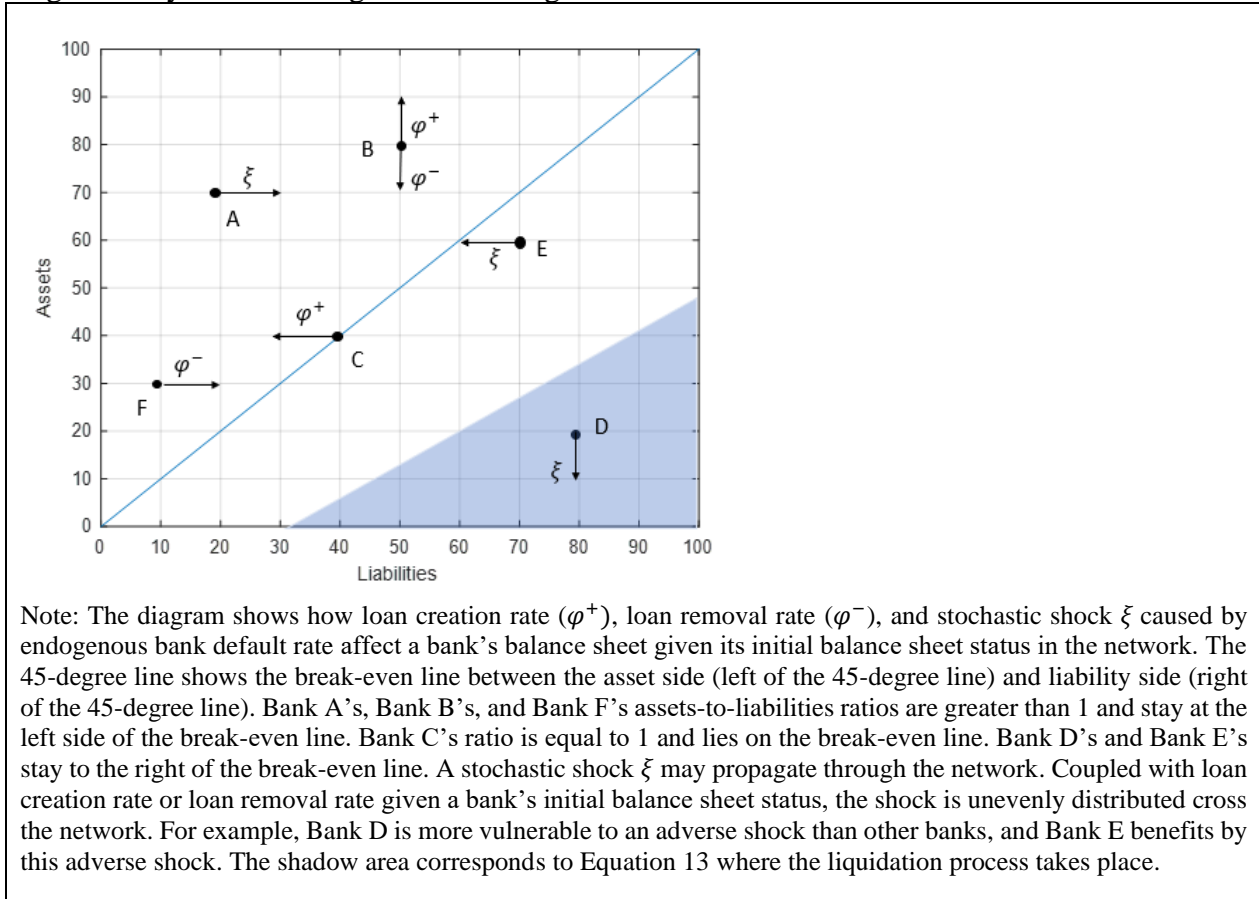 100
90
φ⁺
80
B
φ⁻
70
ξ
A
60
E
ξ
50
Assets
φ⁺
40
C
φ⁻
30
F
20
D
ξ
10
0
0 10 20 30 40 50 60 70 80 90 100
Liabilities
Note: The diagram shows how loan creation rate (φ⁺), loan removal rate (φ⁻), and stochastic shock ξ caused by
endogenous bank default rate affect a bank’s balance sheet given its initial balance sheet status in the network. The
45-degree line shows the break-even line between the asset side (left of the 45-degree line) and liability side (right
of the 45-degree line). Bank A’s, Bank B’s, and Bank F’s assets-to-liabilities ratios are greater than 1 and stay at the
left side of the break-even line. Bank C’s ratio is equal to 1 and lies on the break-even line. Bank D’s and Bank E’s
stay to the right of the break-even line. A stochastic shock ξ may propagate through the network. Coupled with loan
creation rate or loan removal rate given a bank’s initial balance sheet status, the shock is unevenly distributed cross
the network. For example, Bank D is more vulnerable to an adverse shock than other banks, and Bank E benefits by
this adverse shock. The shadow area corresponds to Equation 13 where the liquidation process takes place.